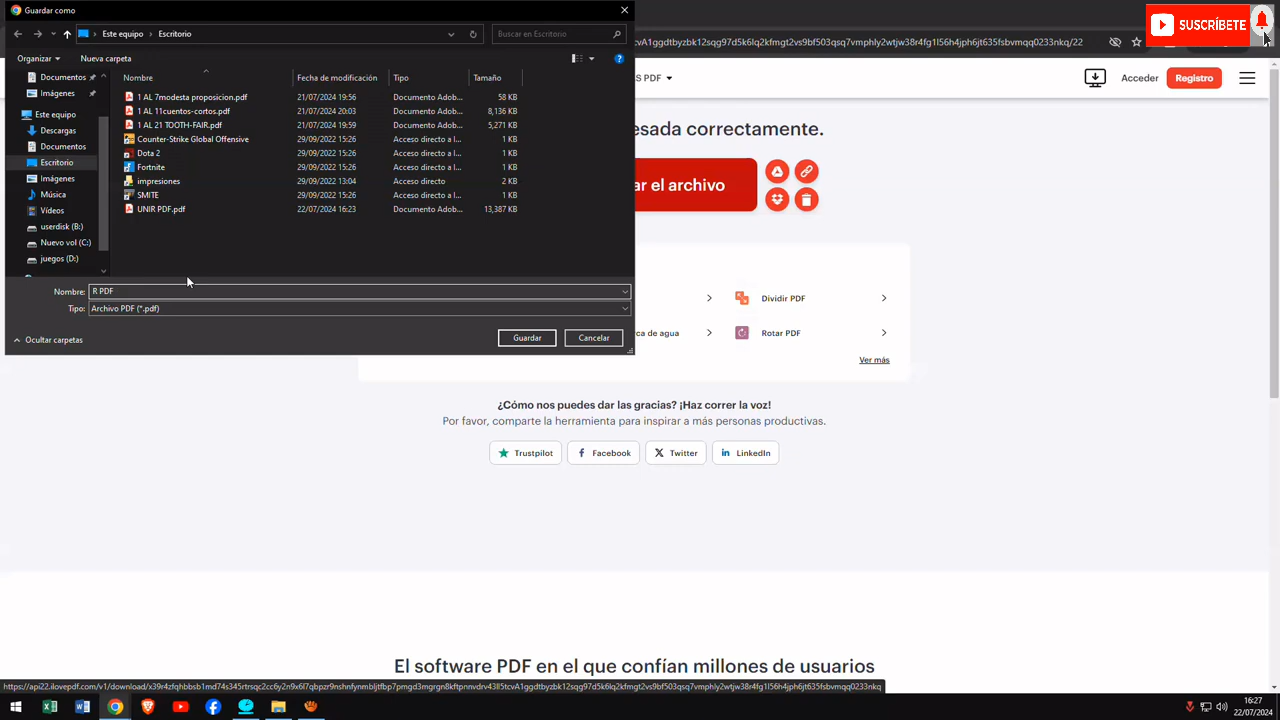 Guardar como
Este equipo > Escritorio
Buscar en Escritorio
Organizar
Nueva carpeta
Documentos
Imágenes
Este equipo
Descargas
Documentos
Escritorio
Imágenes
Música
Vídeos
userdisk (B:)
Nuevo vol (C:)
juegos (D:)
Nombre Fecha de modificación Tipo Tamaño
1 AL 7modesta proposicion.pdf 21/07/2024 19:56 Documento Adob... 58 KB
1 AL 11cuentos-cortos.pdf 21/07/2024 20:03 Documento Adob... 8,136 KB
1 AL 21 TOOTH-FAIR.pdf 21/07/2024 19:59 Documento Adob... 5,271 KB
Counter-Strike Global Offensive 29/09/2022 15:26 Acceso directo a I... 1 KB
Dota 2 29/09/2022 15:26 Acceso directo a I... 1 KB
Fortnite 29/09/2022 15:26 Acceso directo a I... 1 KB
impresiones 29/09/2022 13:04 Acceso directo 2 KB
SMITE 29/09/2022 15:26 Acceso directo a I... 1 KB
UNIR PDF.pdf 22/07/2024 16:23 Documento Adob... 13,387 KB
Nombre: R PDF
Tipo: Archivo PDF (*.pdf)
Ocultar carpetas
Guardar
Cancelar
SUSCRÍBETE
S PDF
Acceder
Registro
esada correctamente.
ar el archivo
Dividir PDF
rca de agua
Rotar PDF
Ver más
¿Cómo nos puedes dar las gracias? ¡Haz correr la voz!
Por favor, comparte la herramienta para inspirar a más personas productivas.
Trustpilot
Facebook
Twitter
LinkedIn
El software PDF en el que confían millones de usuarios
16:27
22/07/2024